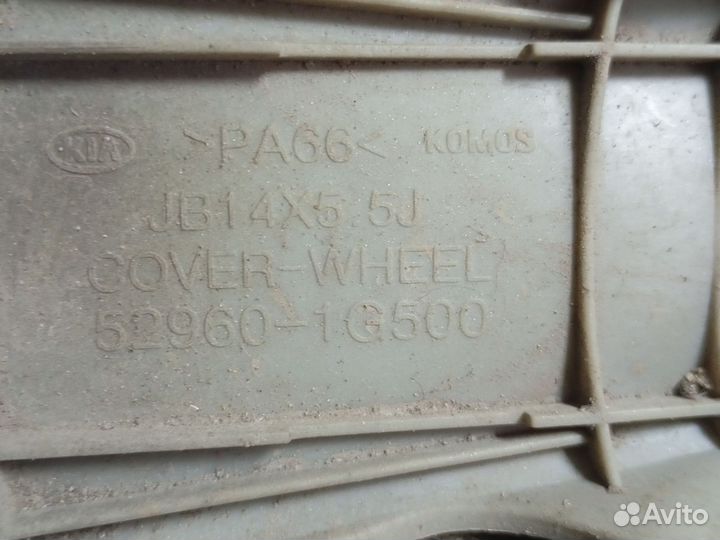 KIA >PA66< KOMOS
JB14X5.5J
COVER-WHEEL
52960-1G500
Avito